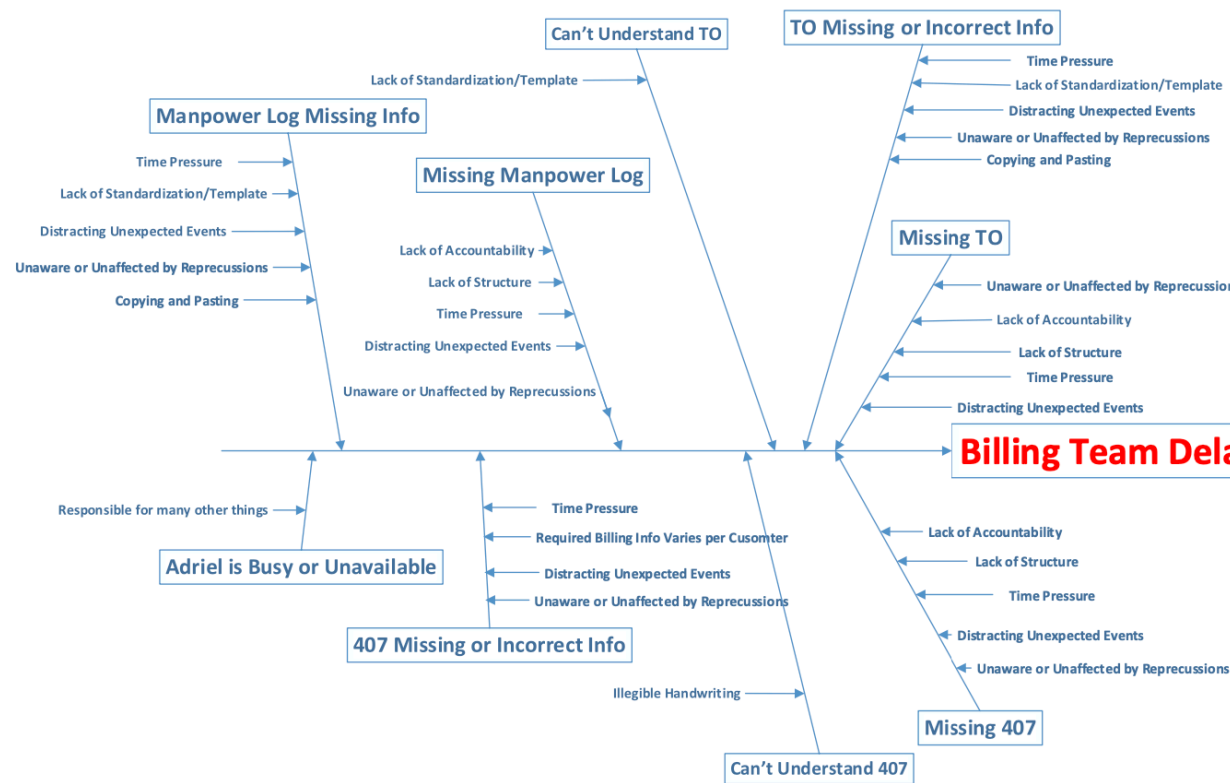 Can't Understand TO
Lack of Standardization/Template
TO Missing or Incorrect Info
Time Pressure
Lack of Standardization/Template
Distracting Unexpected Events
Unaware or Unaffected by Reprecussions
Copying and Pasting
Manpower Log Missing Info
Time Pressure
Lack of Standardization/Template
Distracting Unexpected Events
Unaware or Unaffected by Reprecussions
Copying and Pasting
Missing Manpower Log
Lack of Accountability
Lack of Structure
Time Pressure
Distracting Unexpected Events
Unaware or Unaffected by Reprecussions
Missing TO
Unaware or Unaffected by Reprecussion
Lack of Accountability
Lack of Structure
Time Pressure
Distracting Unexpected Events
Billing Team Dela
Responsible for many other things
Adriel is Busy or Unavailable
Time Pressure
Required Billing Info Varies per Cusomter
Distracting Unexpected Events
Unaware or Unaffected by Reprecussions
407 Missing or Incorrect Info
Illegible Handwriting
Can't Understand 407
Lack of Accountability
Lack of Structure
Time Pressure
Distracting Unexpected Events
Unaware or Unaffected by Reprecussions
Missing 407